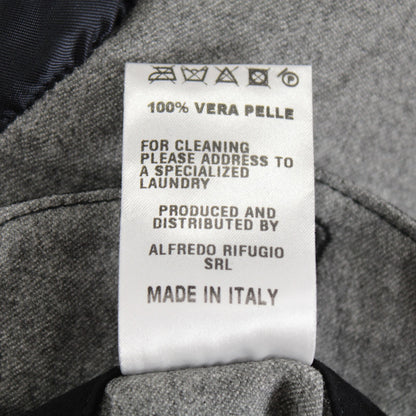 100% VERA PELLE
FOR CLEANING
PLEASE ADDRESS TO
A SPECIALIZED
LAUNDRY
PRODUCED AND
DISTRIBUTED BY
ALFREDO RIFUGIO
SRL
MADE IN ITALY